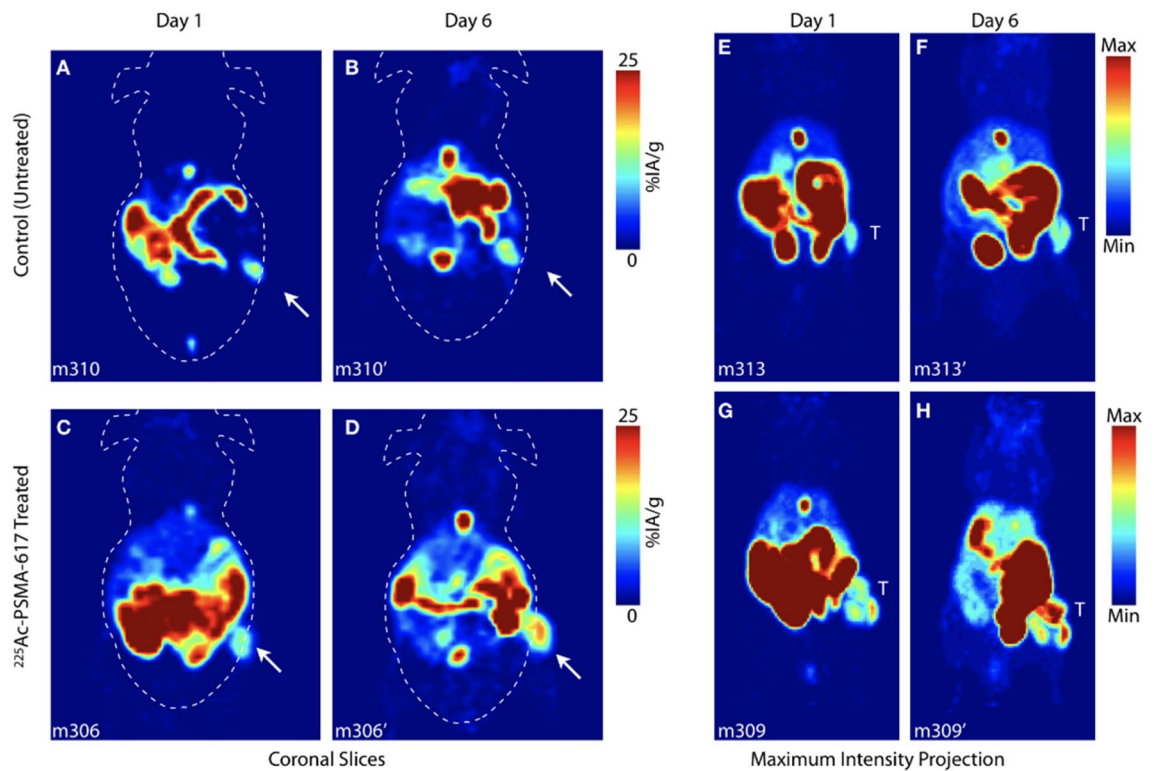 Day 1 Day 6 Day 1 Day 6
Control (Untreated)
A B E F
25
%IA/g
0
Max
Min
T T
m310 m310′ m313 m313′
²²⁵Ac-PSMA-617 Treated
C D G H
25
%IA/g
0
Max
Min
T T
m306 m306′ m309 m309′
Coronal Slices Maximum Intensity Projection